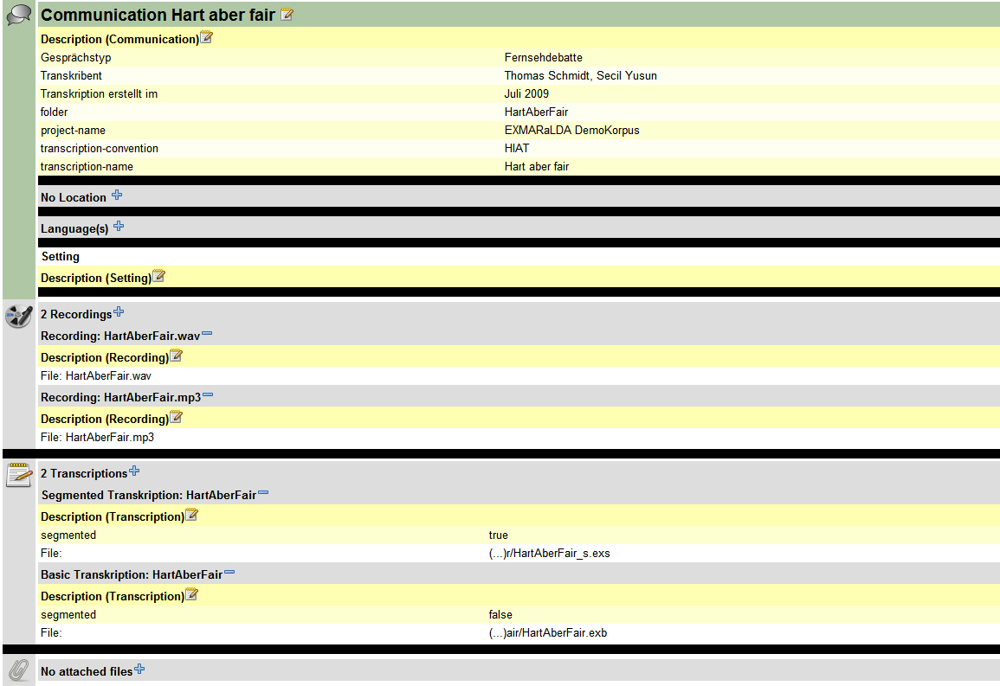 Communication Hart aber fair
Description (Communication)
Gesprächstyp Fernsehdebatte
Transkribent Thomas Schmidt, Secil Yusun
Transkription erstellt im Juli 2009
folder HartAberFair
project-name EXMARaLDA DemoKorpus
transcription-convention HIAT
transcription-name Hart aber fair
No Location
Language(s)
Setting
Description (Setting)
2 Recordings
Recording: HartAberFair.wav
Description (Recording)
File: HartAberFair.wav
Recording: HartAberFair.mp3
Description (Recording)
File: HartAberFair.mp3
2 Transcriptions
Segmented Transkription: HartAberFair
Description (Transcription)
segmented true
File: (...)r/HartAberFair_s.exs
Basic Transkription: HartAberFair
Description (Transcription)
segmented false
File: (...)air/HartAberFair.exb
No attached files